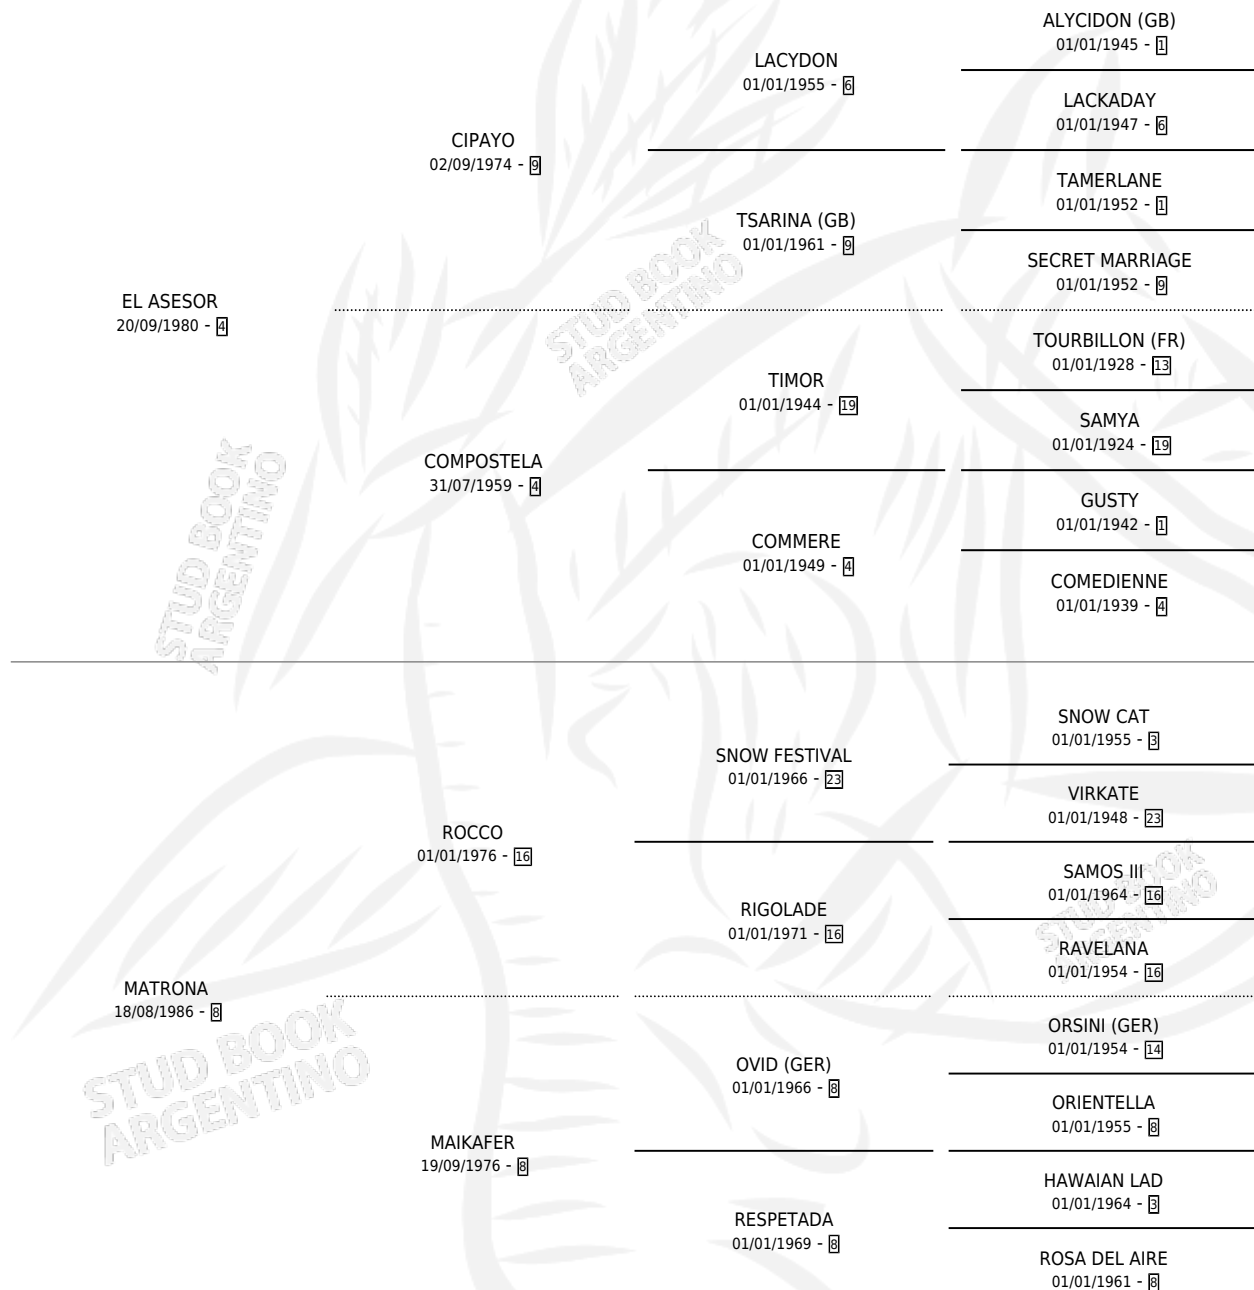 ALYCIDON (GB)
01/01/1945 - 1
LACYDON
01/01/1955 - 6
LACKADAY
01/01/1947 - 6
CIPAYO
02/09/1974 - 9
TAMERLANE
01/01/1952 - 1
TSARINA (GB)
01/01/1961 - 9
SECRET MARRIAGE
01/01/1952 - 9
EL ASESOR
20/09/1980 - 4
TOURBILLON (FR)
01/01/1928 - 13
TIMOR
01/01/1944 - 19
SAMYA
01/01/1924 - 19
COMPOSTELA
31/07/1959 - 4
GUSTY
01/01/1942 - 1
COMMERE
01/01/1949 - 4
COMEDIENNE
01/01/1939 - 4
SNOW CAT
01/01/1955 - 3
SNOW FESTIVAL
01/01/1966 - 23
VIRKATE
01/01/1948 - 23
ROCCO
01/01/1976 - 16
SAMOS III
01/01/1964 - 16
RIGOLADE
01/01/1971 - 16
RAVELANA
01/01/1954 - 16
MATRONA
18/08/1986 - 8
ORSINI (GER)
01/01/1954 - 14
OVID (GER)
01/01/1966 - 8
ORIENTELLA
01/01/1955 - 8
MAIKAFER
19/09/1976 - 8
HAWAIAN LAD
01/01/1964 - 3
RESPETADA
01/01/1969 - 8
ROSA DEL AIRE
01/01/1961 - 8
STUD BOOK
ARGENTINO
STUD BOOK
ARGENTINO
STUD BOOK
ARGENTINO
STUD BOOK
ARGENTINO